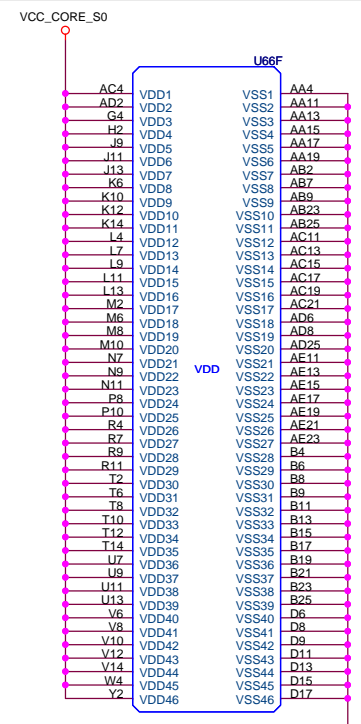 VCC_CORE_S0
U66F
AC4 VDD1 VSS1 AA4
AD2 VDD2 VSS2 AA11
G4 VDD3 VSS3 AA13
H2 VDD4 VSS4 AA15
J9 VDD5 VSS5 AA17
J11 VDD6 VSS6 AA19
J13 VDD7 VSS7 AB2
K6 VDD8 VSS8 AB7
K10 VDD9 VSS9 AB9
K12 VDD10 VSS10 AB23
K14 VDD11 VSS11 AB25
L4 VDD12 VSS12 AC11
L7 VDD13 VSS13 AC13
L9 VDD14 VSS14 AC15
L11 VDD15 VSS15 AC17
L13 VDD16 VSS16 AC19
M2 VDD17 VSS17 AC21
M6 VDD18 VSS18 AD6
M8 VDD19 VSS19 AD8
M10 VDD20 VSS20 AD25
N7 VDD21 VSS21 AE11
N9 VDD22 VDD VSS22 AE13
N11 VDD23 VSS23 AE15
P8 VDD24 VSS24 AE17
P10 VDD25 VSS25 AE19
R4 VDD26 VSS26 AE21
R7 VDD27 VSS27 AE23
R9 VDD28 VSS28 B4
R11 VDD29 VSS29 B6
T2 VDD30 VSS30 B8
T6 VDD31 VSS31 B9
T8 VDD32 VSS32 B11
T10 VDD33 VSS33 B13
T12 VDD34 VSS34 B15
T14 VDD35 VSS35 B17
U7 VDD36 VSS36 B19
U9 VDD37 VSS37 B21
U11 VDD38 VSS38 B23
U13 VDD39 VSS39 B25
V6 VDD40 VSS40 D6
V8 VDD41 VSS41 D8
V10 VDD42 VSS42 D9
V12 VDD43 VSS43 D11
V14 VDD44 VSS44 D13
W4 VDD45 VSS45 D15
Y2 VDD46 VSS46 D17